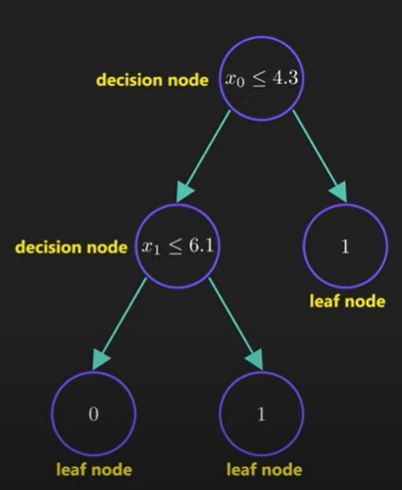 decision node
x₀ ≤ 4.3
decision node
x₁ ≤ 6.1
1
leaf node
0
1
leaf node
leaf node